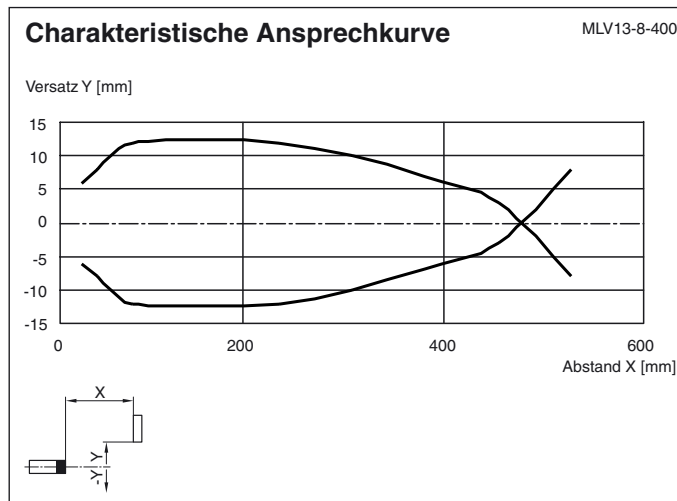 Charakteristische Ansprechkurve
MLV13-8-400
Versatz Y [mm]
15
10
5
0
-5
-10
-15
0
200
400
600
Abstand X [mm]
X
Y
-Y